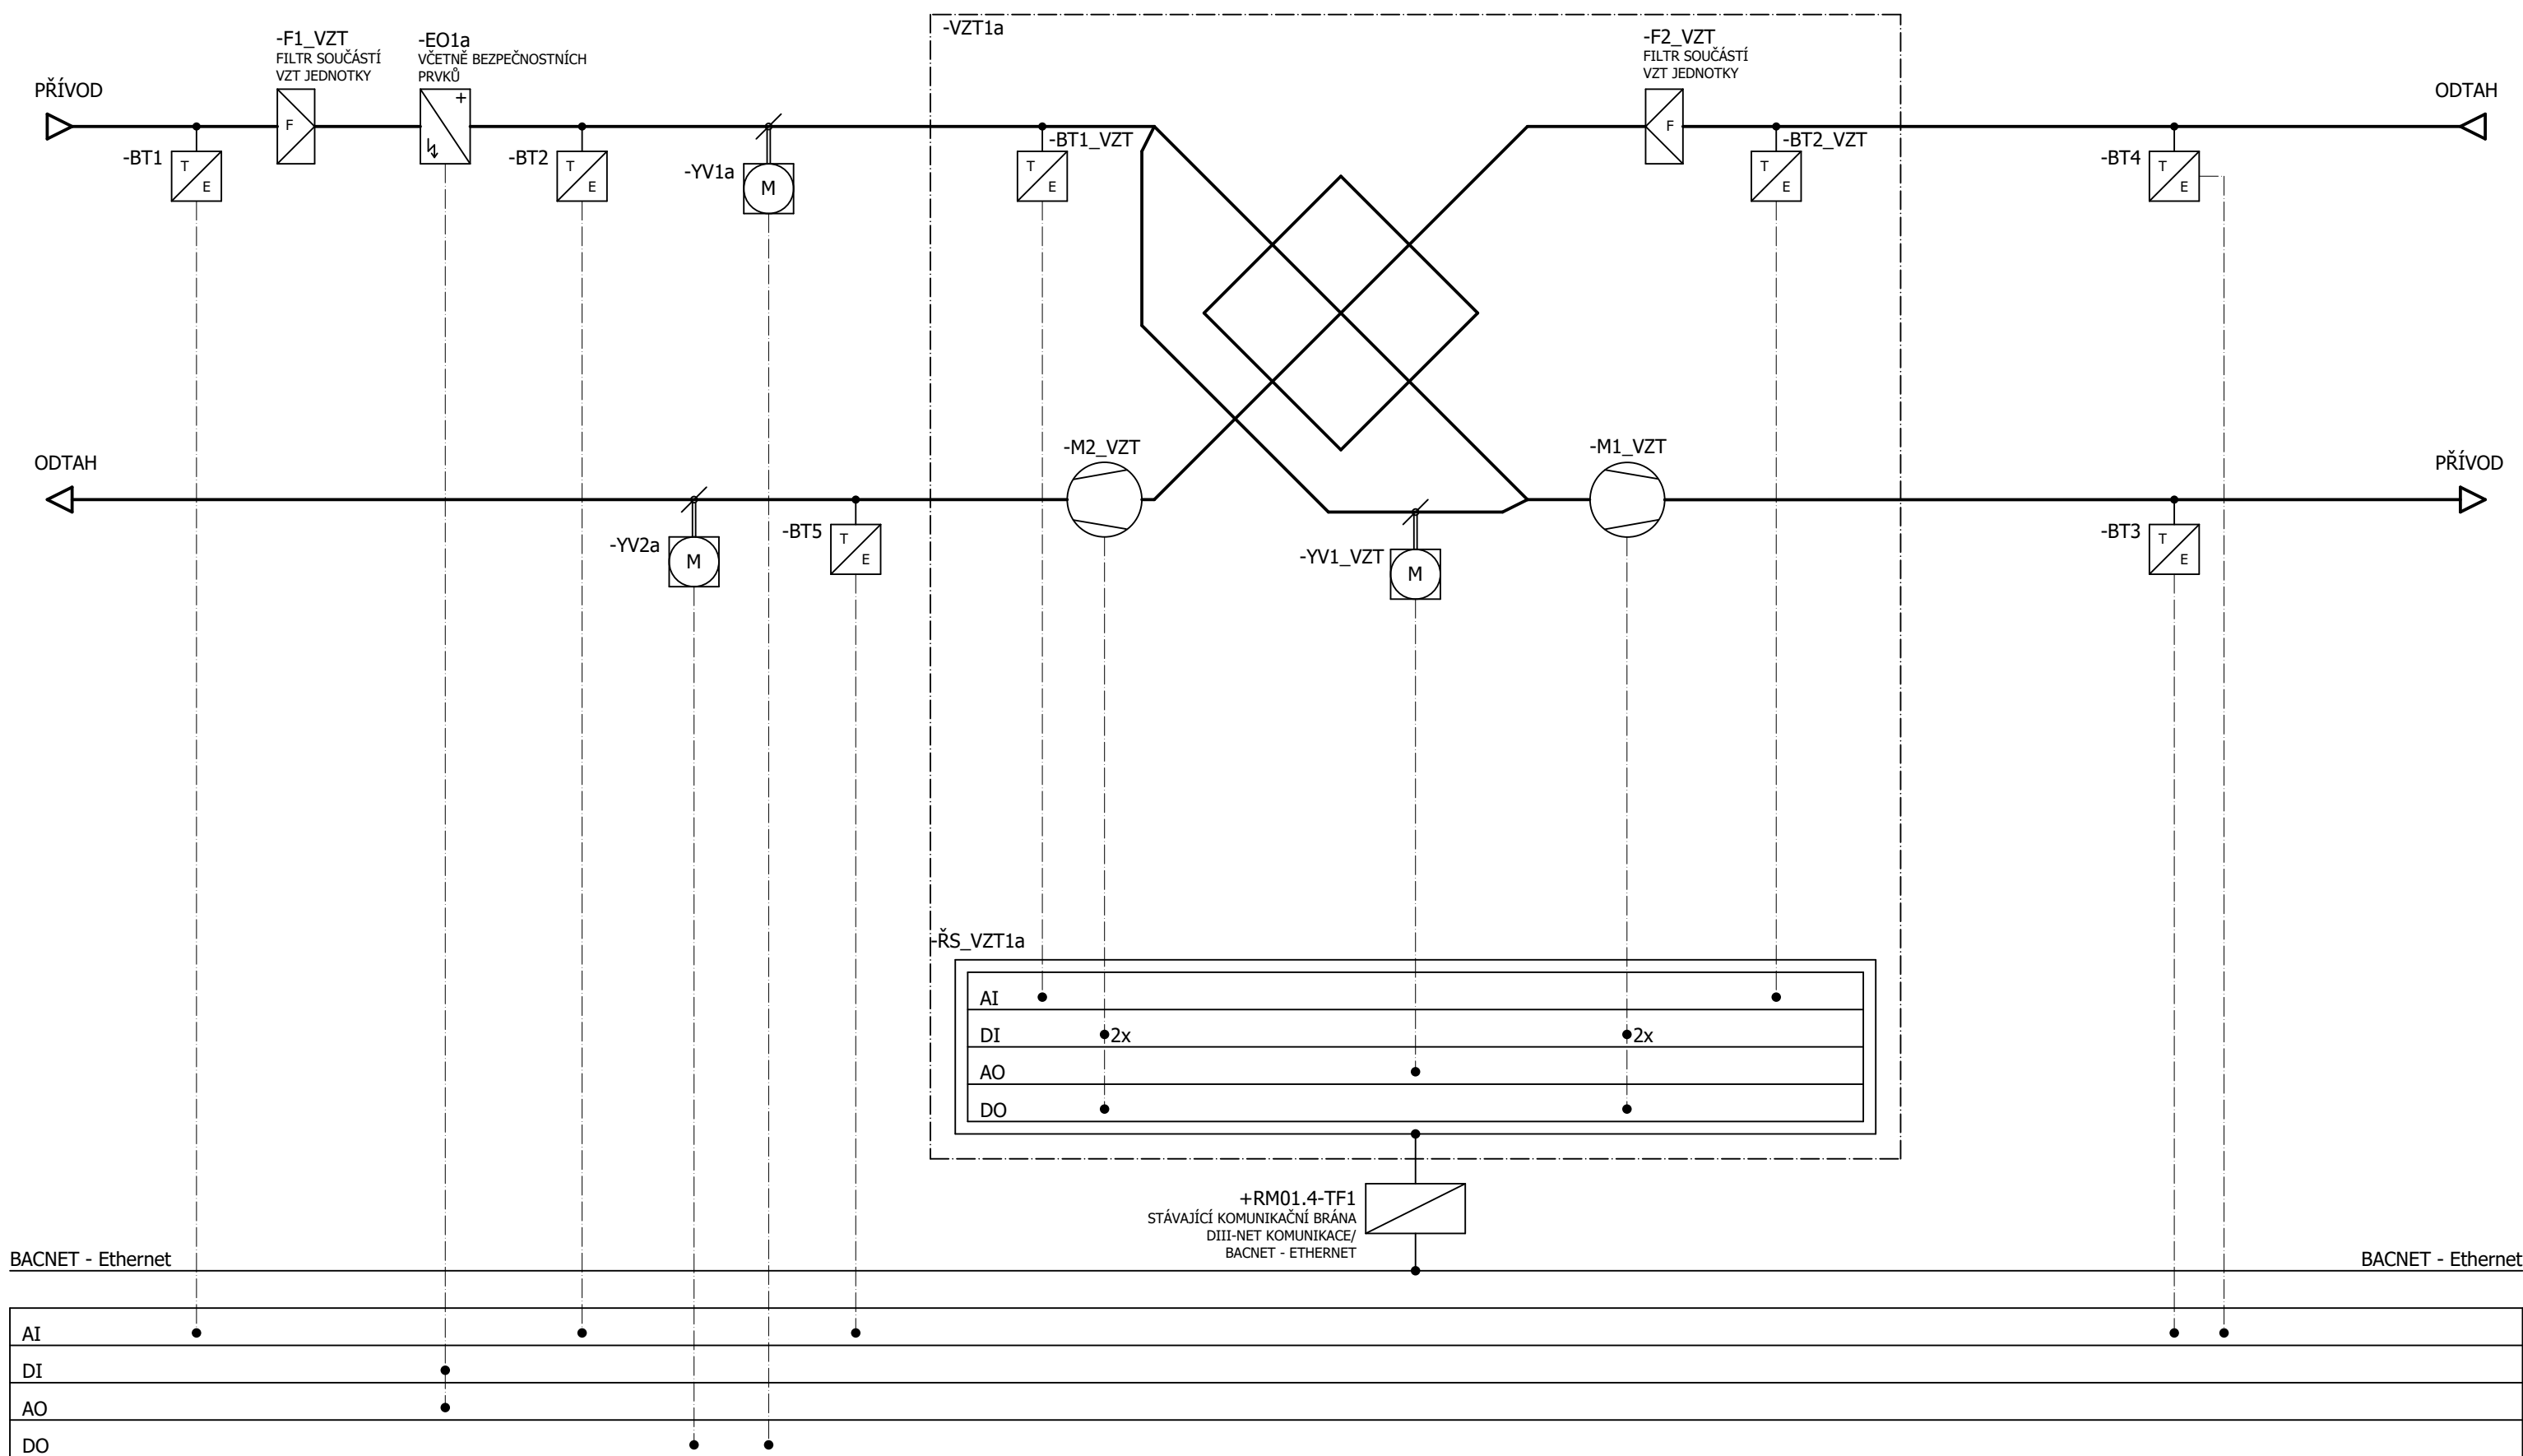 -VZT1a
-F1_VZT
FILTR SOUČÁSTÍ
VZT JEDNOTKY
-EO1a
VČETNĚ BEZPEČNOSTNÍCH
PRVKŮ
-F2_VZT
FILTR SOUČÁSTÍ
VZT JEDNOTKY
PŘÍVOD
ODTAH
F
+
F
-BT1
T
E
-BT2
T
E
-YV1a
M
-BT1_VZT
T
E
-BT2_VZT
T
E
-BT4
T
E
ODTAH
-M2_VZT
-M1_VZT
PŘÍVOD
-YV2a
M
-BT5
T
E
-YV1_VZT
M
-BT3
T
E
-ŘS_VZT1a
AI
DI
2x
2x
AO
DO
+RM01.4-TF1
STÁVAJÍCÍ KOMUNIKAČNÍ BRÁNA
DIII-NET KOMUNIKACE/
BACNET - ETHERNET
BACNET - Ethernet
BACNET - Ethernet
AI
DI
AO
DO